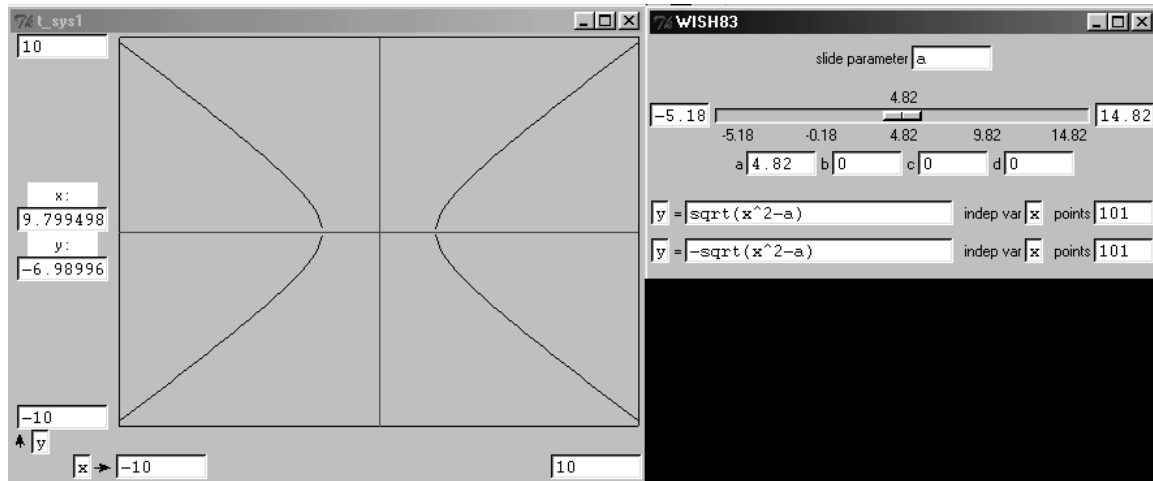 t_sys1
10
x:
9.799498
y:
-6.98996
-10
y
x -10 10
WISH83
slide parameter a
4.82
-5.18 14.82
-5.18 -0.18 4.82 9.82 14.82
a 4.82 b 0 c 0 d 0
y = sqrt(x^2-a) indep var x points 101
y = -sqrt(x^2-a) indep var x points 101